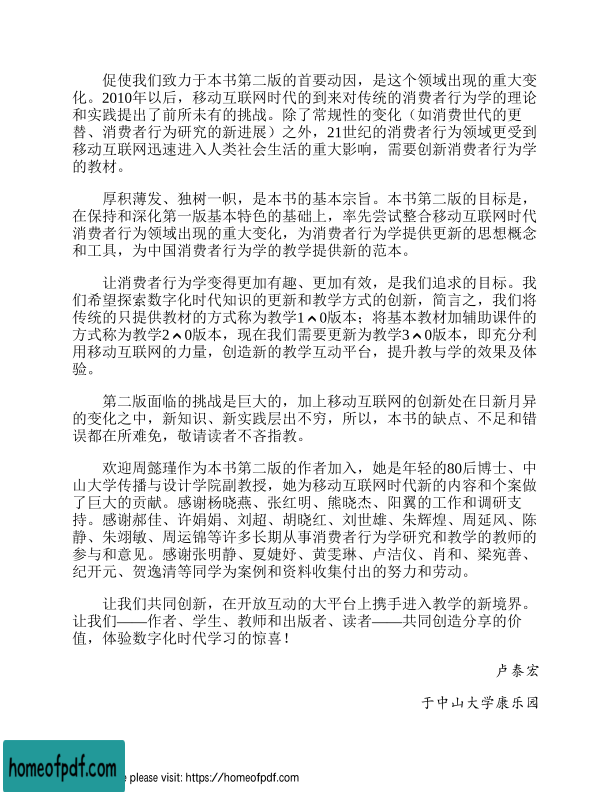 促使我们致力于本书第二版的首要动因，是这个领域出现的重大变
化。2010年以后，移动互联网时代的到来对传统的消费者行为学的理论
和实践提出了前所未有的挑战。除了常规性的变化（如消费世代的更
替、消费者行为研究的新进展）之外，21世纪的消费者行为领域更受到
移动互联网迅速进入人类社会生活的重大影响，需要创新消费者行为学
的教材。
厚积薄发、独树一帜，是本书的基本宗旨。本书第二版的目标是，
在保持和深化第一版基本特色的基础上，率先尝试整合移动互联网时代
消费者行为领域出现的重大变化，为消费者行为学提供更新的思想概念
和工具，为中国消费者行为学的教学提供新的范本。
让消费者行为学变得更加有趣、更加有效，是我们追求的目标。我
们希望探索数字化时代知识的更新和教学方式的创新，简言之，我们将
传统的只提供教材的方式称为教学1^0版本；将基本教材加辅助课件的
方式称为教学2^0版本，现在我们需要更新为教学3^0版本，即充分利
用移动互联网的力量，创造新的教学互动平台，提升教与学的效果及体
验。
第二版面临的挑战是巨大的，加上移动互联网的创新处在日新月异
的变化之中，新知识、新实践层出不穷，所以，本书的缺点、不足和错
误都在所难免，敬请读者不吝指教。
欢迎周懿瑾作为本书第二版的作者加入，她是年轻的80后博士、中
山大学传播与设计学院副教授，她为移动互联网时代新的内容和个案做
了巨大的贡献。感谢杨晓燕、张红明、熊晓杰、阳翼的工作和调研支
持。感谢郝佳、许娟娟、刘超、胡晓红、刘世雄、朱辉煌、周延风、陈
静、朱翊敏、周运锦等许多长期从事消费者行为学研究和教学的教师的
参与和意见。感谢张明静、夏婕妤、黄雯琳、卢洁仪、肖和、梁宛善、
纪开元、贺逸清等同学为案例和资料收集付出的努力和劳动。
让我们共同创新，在开放互动的大平台上携手进入教学的新境界。
让我们——作者、学生、教师和出版者、读者——共同创造分享的价
值，体验数字化时代学习的惊喜！
卢泰宏
于中山大学康乐园
homeofpdf.com
please visit: https://homeofpdf.com